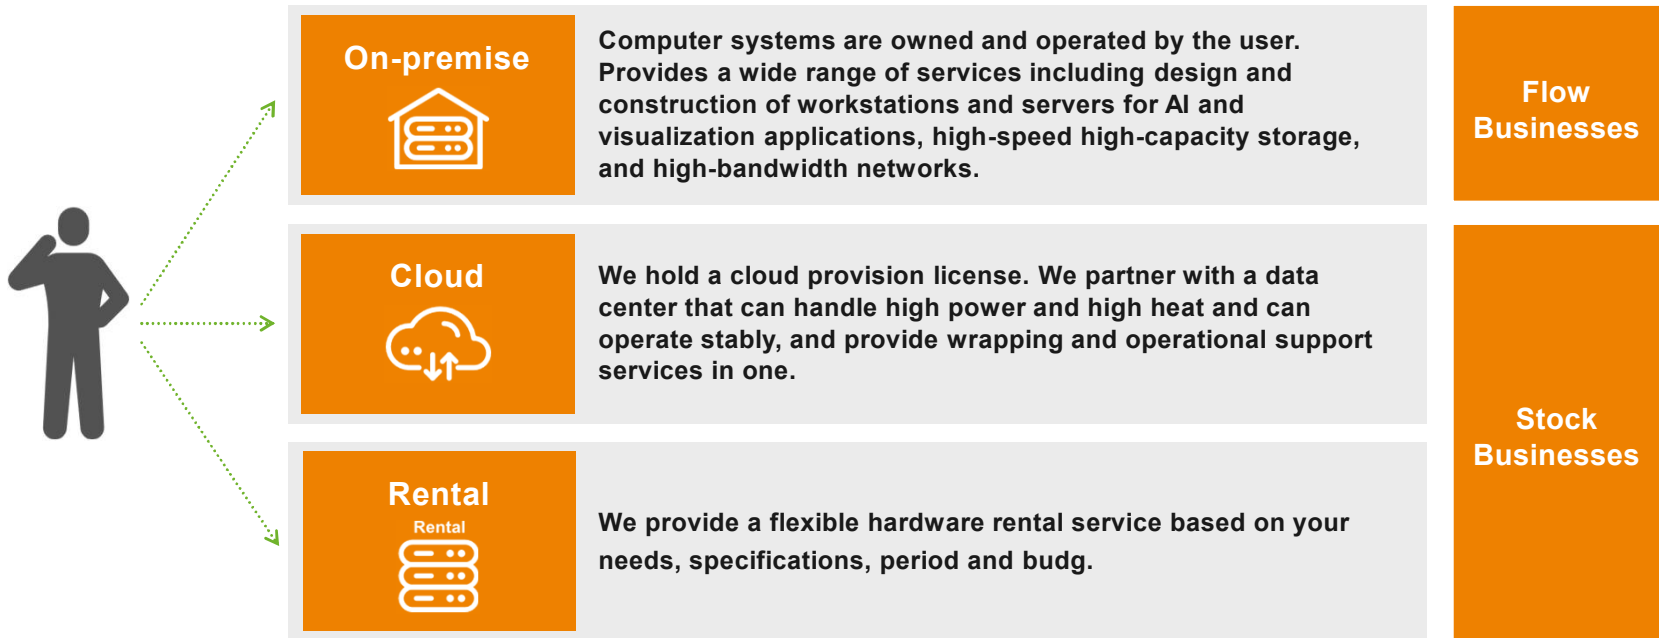 On-premise
Computer systems are owned and operated by the user.
Provides a wide range of services including design and
construction of workstations and servers for AI and
visualization applications, high-speed high-capacity storage,
and high-bandwidth networks.
Flow
Businesses
Cloud
We hold a cloud provision license. We partner with a data
center that can handle high power and high heat and can
operate stably, and provide wrapping and operational support
services in one.
Stock
Businesses
Rental
Rental
We provide a flexible hardware rental service based on your
needs, specifications, period and budg.